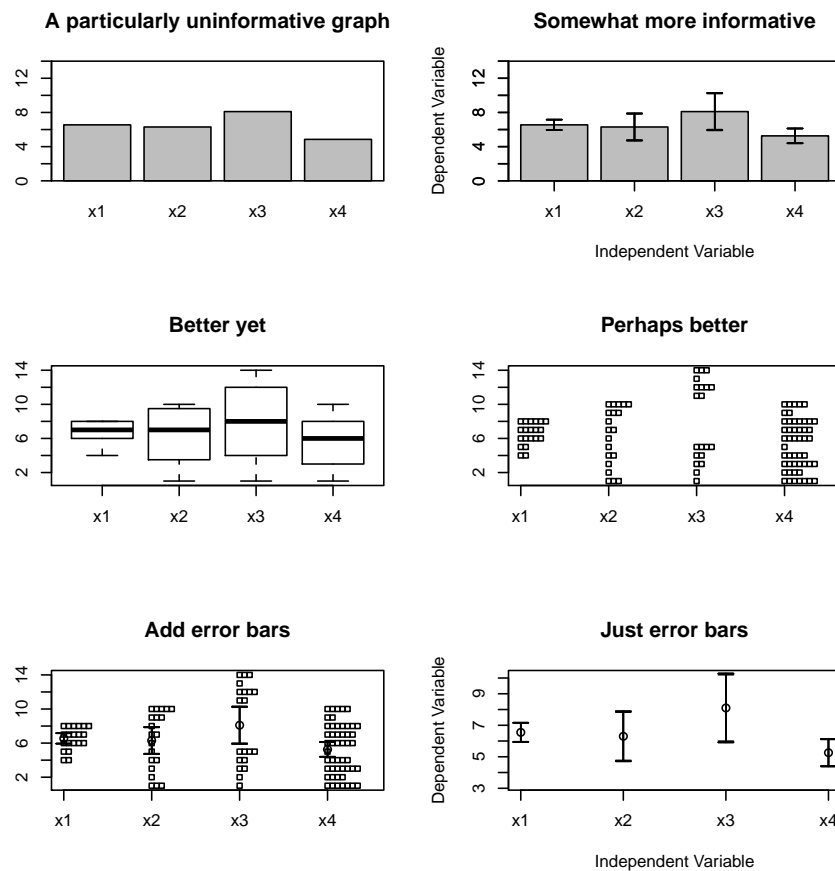 A particularly uninformative graph
12
8
4
0
x1 x2 x3 x4
Somewhat more informative
Dependent Variable
12
8
4
0
x1 x2 x3 x4
Independent Variable
Better yet
14
10
6
2
x1 x2 x3 x4
Perhaps better
14
10
6
2
x1 x2 x3 x4
Add error bars
14
10
6
2
x1 x2 x3 x4
Just error bars
Dependent Variable
9
7
5
3
x1 x2 x3 x4
Independent Variable